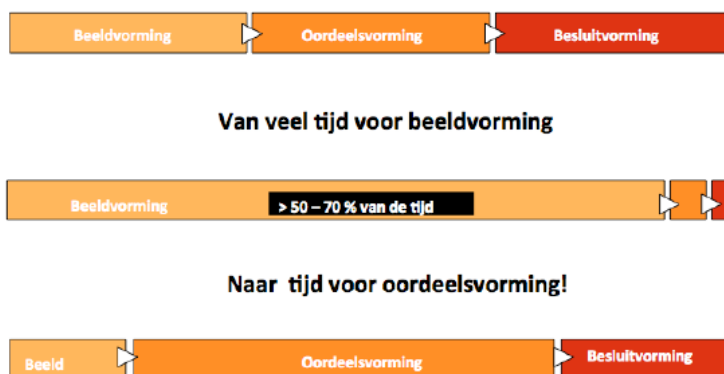 Beeldvorming Oordeelsvorming Besluitvorming
Van veel tijd voor beeldvorming
Beeldvorming > 50 – 70 % van de tijd
Naar tijd voor oordeelsvorming!
Beeld Oordeelsvorming Besluitvorming